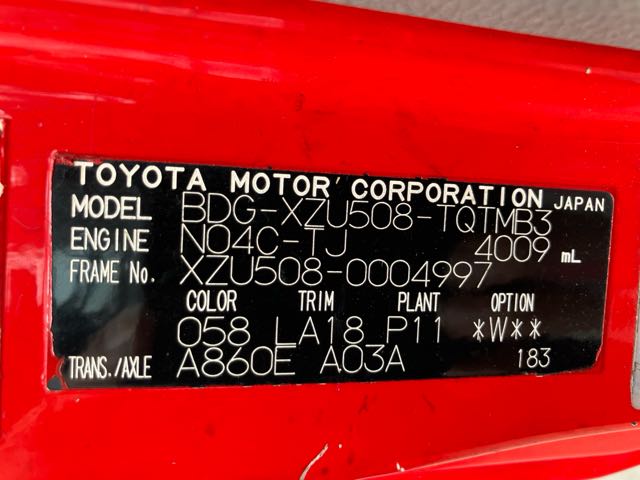 TOYOTA MOTOR CORPORATION JAPAN
MODEL BDG-XZU508-TQTMB3
ENGINE N04C-TJ 4009 mL
FRAME No. XZU508-0004997
COLOR TRIM PLANT OPTION
058 LA18 P11 *W**
TRANS./AXLE A860E A03A 183